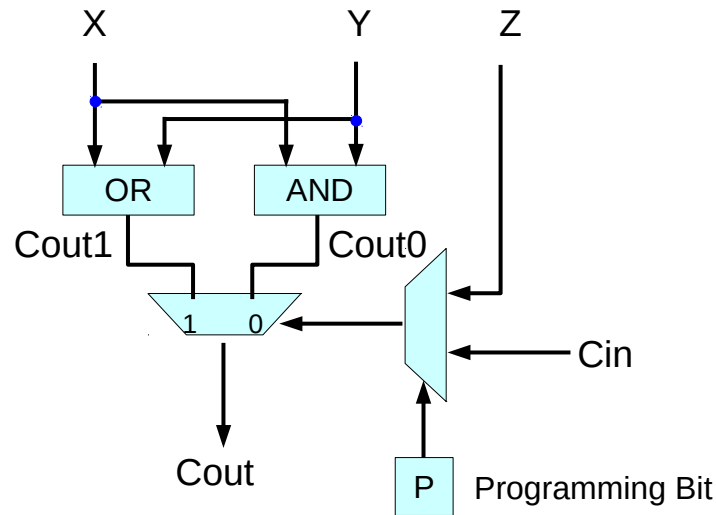 X Y Z
OR AND
Cout1 Cout0
1 0
Cin
Cout
P Programming Bit